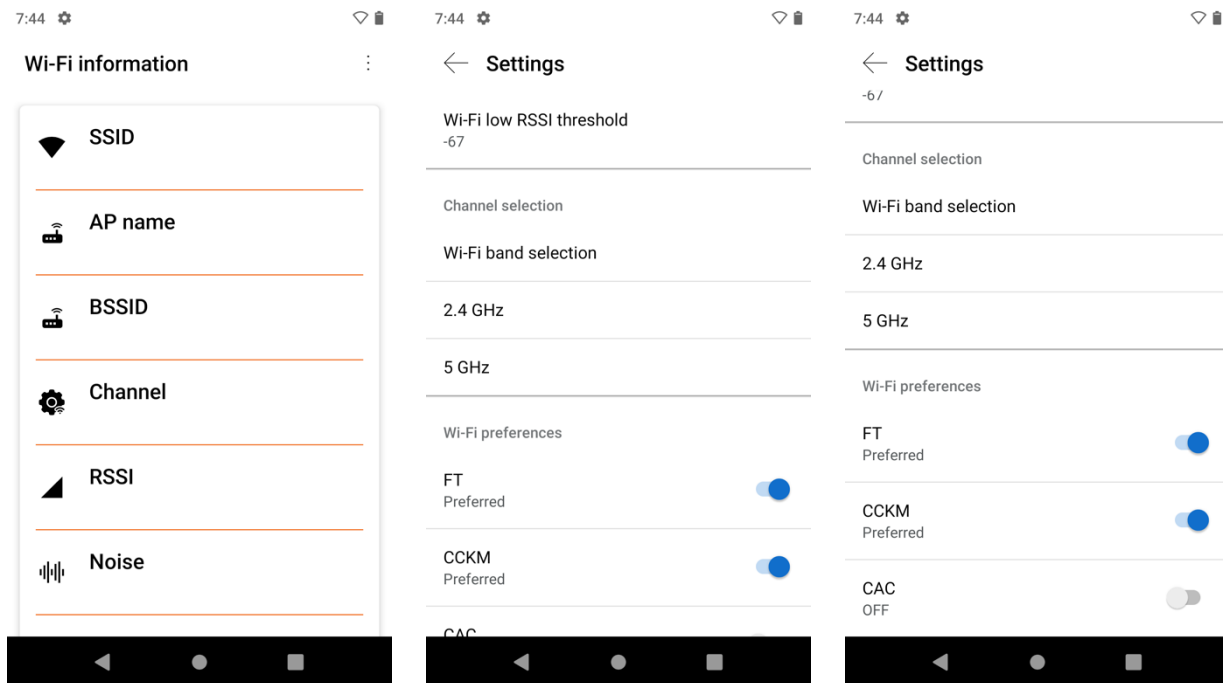 7:44
Wi-Fi information
SSID
AP name
BSSID
Channel
RSSI
Noise
7:44
Settings
Wi-Fi low RSSI threshold
-67
Channel selection
Wi-Fi band selection
2.4 GHz
5 GHz
Wi-Fi preferences
FT
Preferred
CCKM
Preferred
CAC
7:44
Settings
-67
Channel selection
Wi-Fi band selection
2.4 GHz
5 GHz
Wi-Fi preferences
FT
Preferred
CCKM
Preferred
CAC
OFF